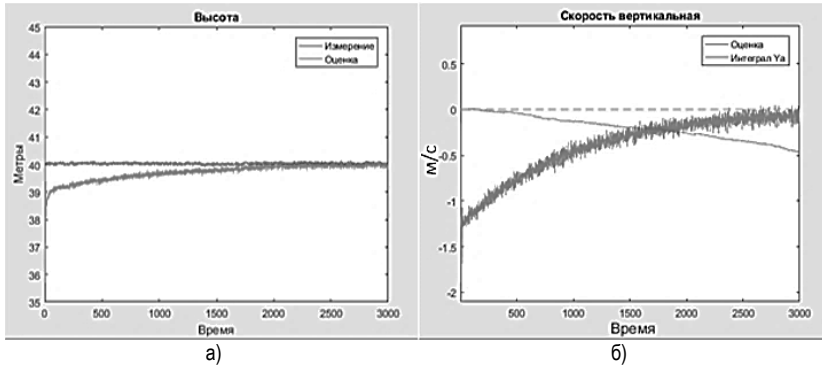 Высота
45
44
43
42
41
40
39
38
37
36
35
Метры
Измерение
Оценка
0 500 1000 1500 2000 2500 3000
Время
а)
Скорость вертикальная
0.5
0
-0.5
-1
-1.5
-2
м/с
Оценка
Интеграл Ya
500 1000 1500 2000 2500 3000
Время
б)